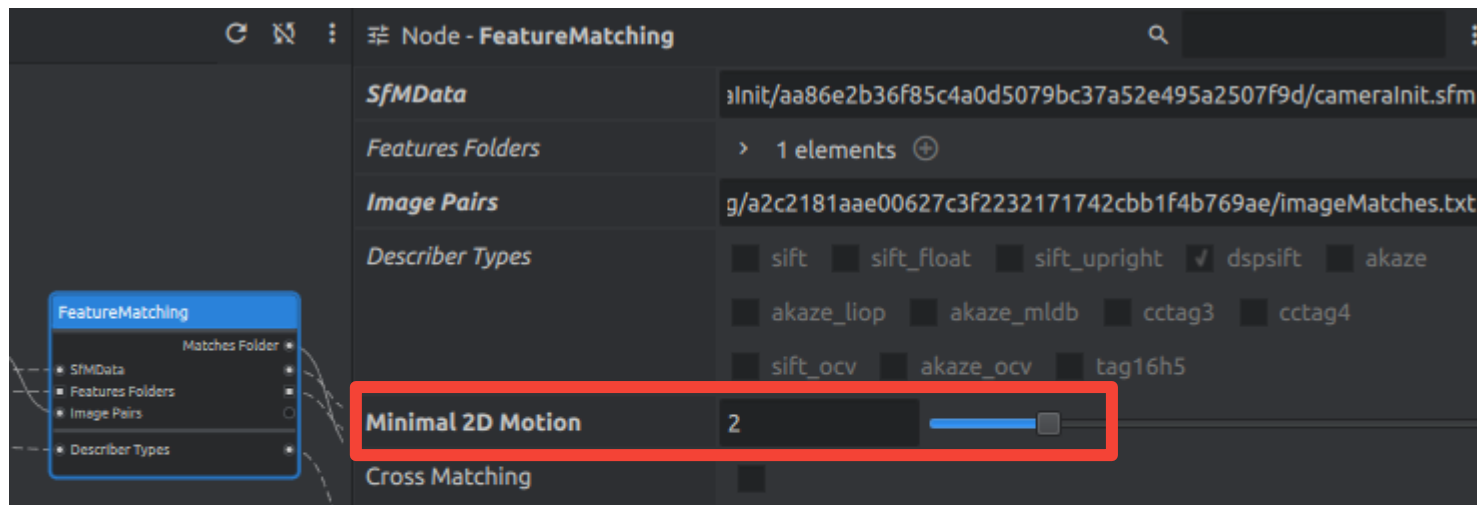 Node - FeatureMatching
SfMData aInit/aa86e2b36f85c4a0d5079bc37a52e495a2507f9d/cameraInit.sfm
Features Folders 1 elements
Image Pairs g/a2c2181aae00627c3f2232171742cbb1f4b769ae/imageMatches.txt
Describer Types sift sift_float sift_upright dspsift akaze
akaze_liop akaze_mldb cctag3 cctag4
sift_ocv akaze_ocv tag16h5
Minimal 2D Motion 2
Cross Matching
FeatureMatching
Matches Folder
SfMData
Features Folders
Image Pairs
Describer Types